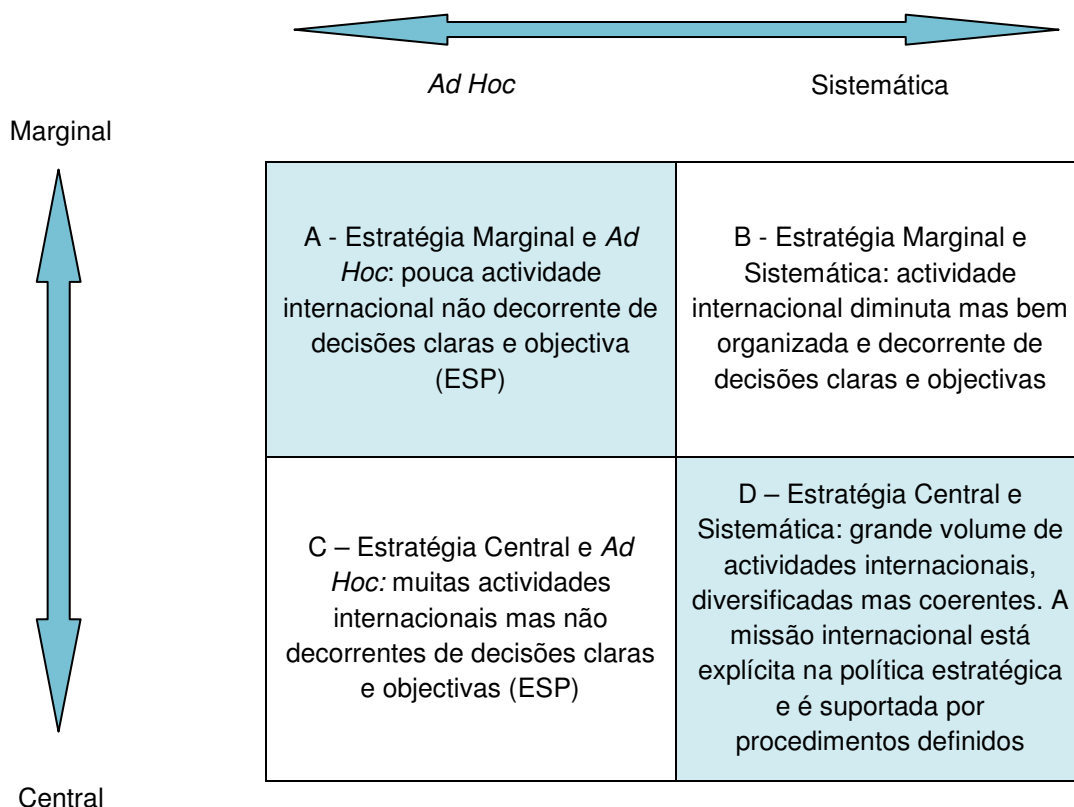 Ad Hoc
Sistemática
Marginal
A - Estratégia Marginal e Ad
Hoc: pouca actividade
internacional não decorrente de
decisões claras e objectiva
(ESP)
B - Estratégia Marginal e
Sistemática: actividade
internacional diminuta mas bem
organizada e decorrente de
decisões claras e objectivas
C – Estratégia Central e Ad
Hoc: muitas actividades
internacionais mas não
decorrentes de decisões claras
e objectivas (ESP)
D – Estratégia Central e
Sistemática: grande volume de
actividades internacionais,
diversificadas mas coerentes. A
missão internacional está
explícita na política estratégica
e é suportada por
procedimentos definidos
Central